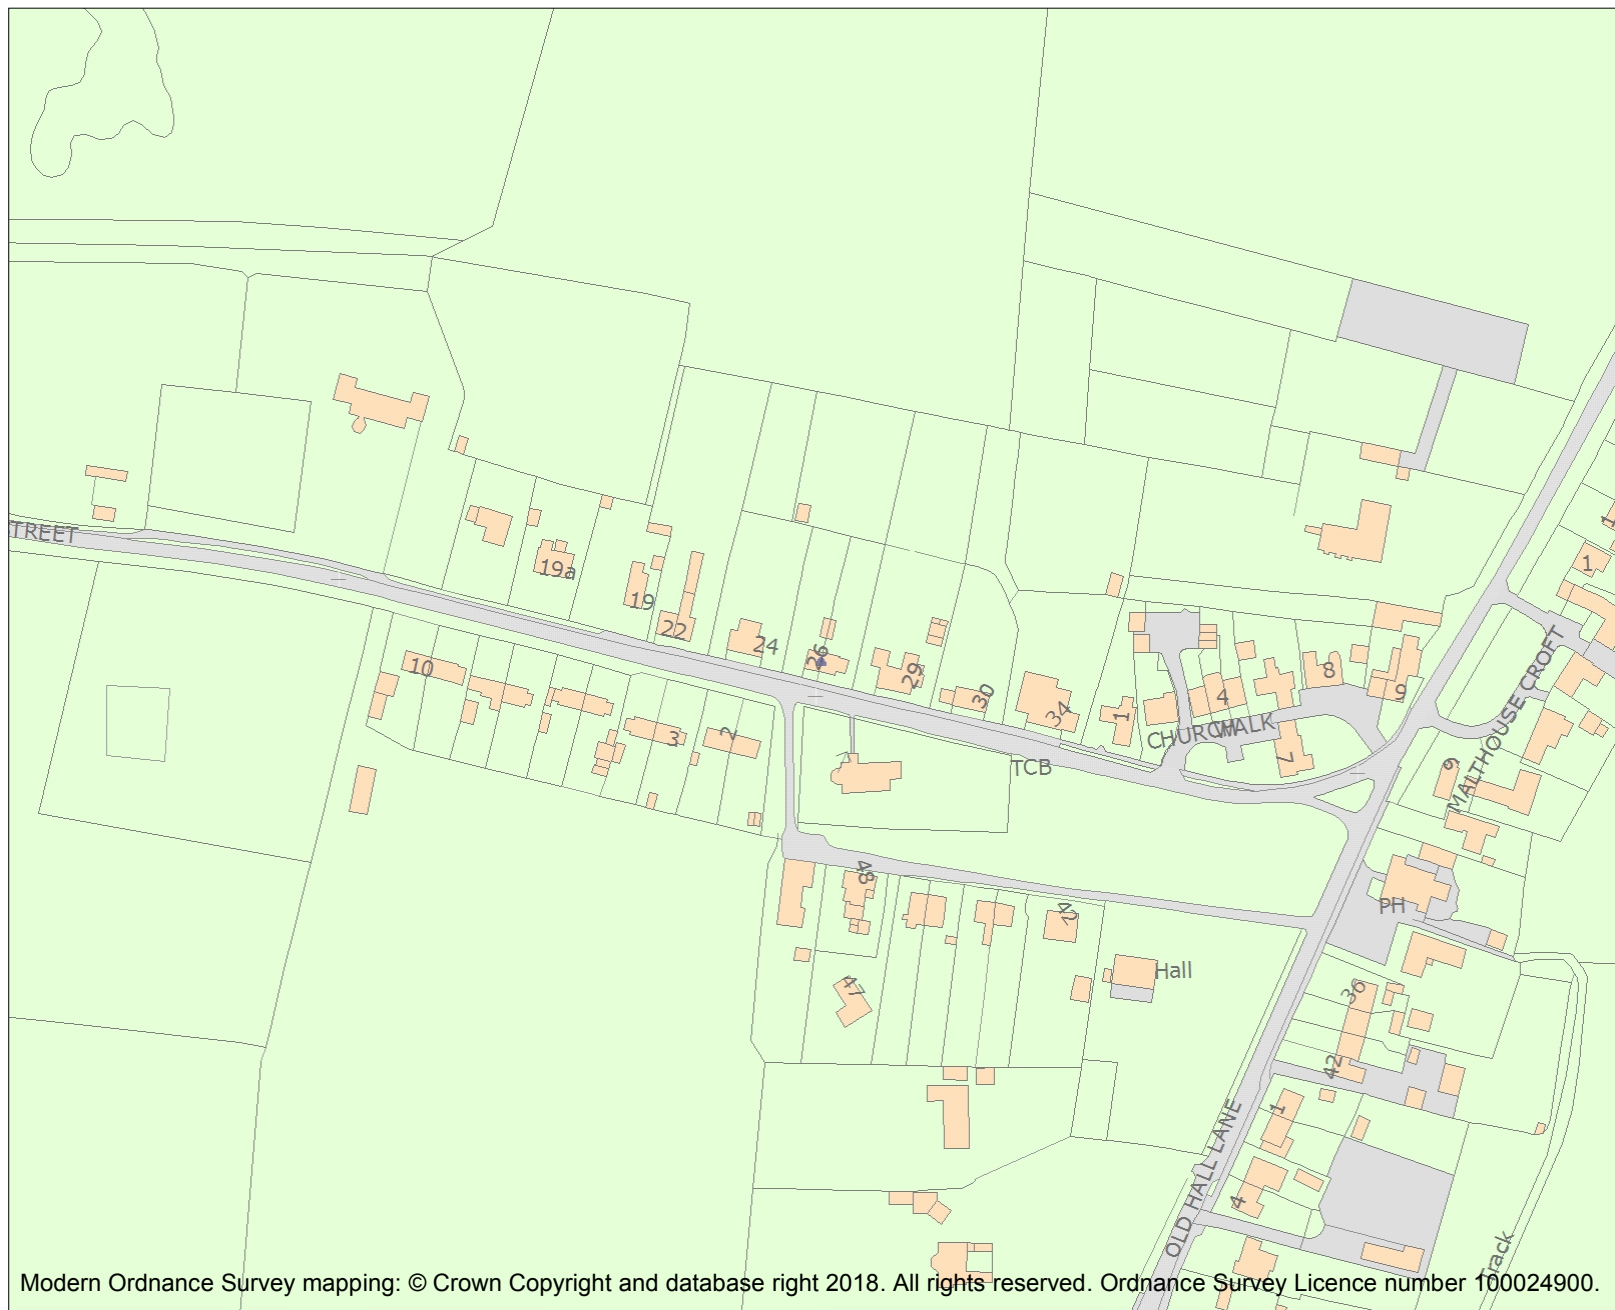 TREET
19a
19
22
24
26
29
30
34
1
CHURCH WALK
4
7
8
9
10
3
2
TCB
1
1
MALTHOUSE CROFT
9
PH
48
47
42
Hall
36
42
1
4
OLD HALL LANE
Track
Modern Ordnance Survey mapping: © Crown Copyright and database right 2018. All rights reserved. Ordnance Survey Licence number 100024900.